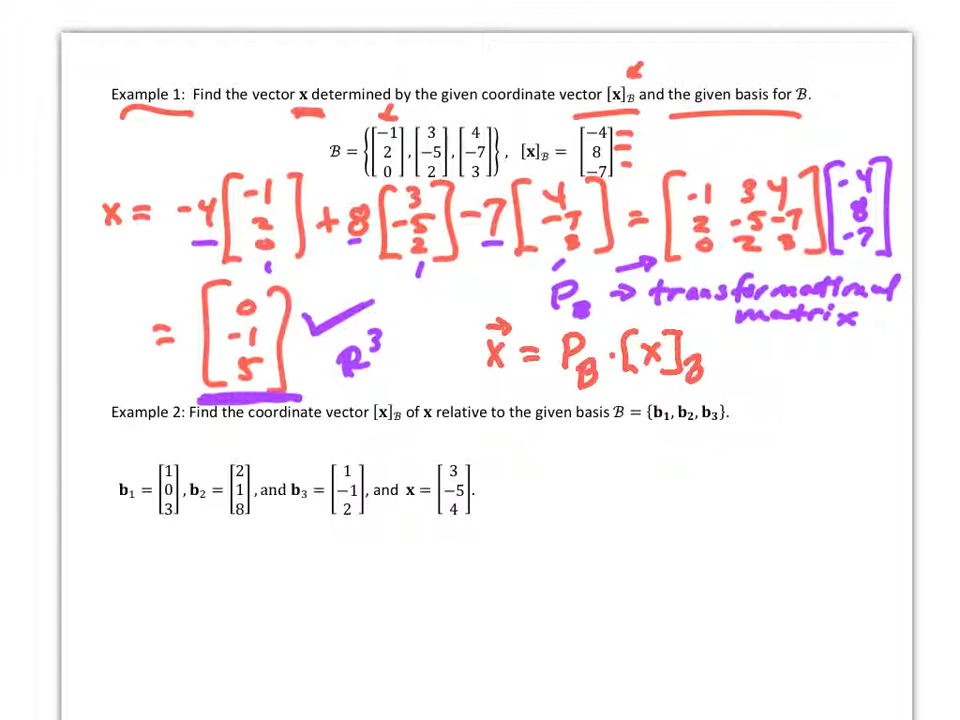 Example 1: Find the vector x determined by the given coordinate vector [x]_ℬ and the given basis for ℬ.
ℬ = {[−1 2 0], [3 −5 2], [4 −7 3]}, [x]_ℬ = [−4 8 −7]
x = -4[-1 2 0] + 8[3 -5 2] -7[4 -7 3] = [-1 3 4; 2 -5 -7; 0 2 3][-4 8 -7]
P_B → transformational matrix
= [0 -1 5] ✓ R^3
x⃗ = P_B · [x]_B
Example 2: Find the coordinate vector [x]_ℬ of x relative to the given basis ℬ = {b₁, b₂, b₃}.
b₁ = [1 0 3], b₂ = [2 1 8], and b₃ = [1 −1 2], and x = [3 −5 4].